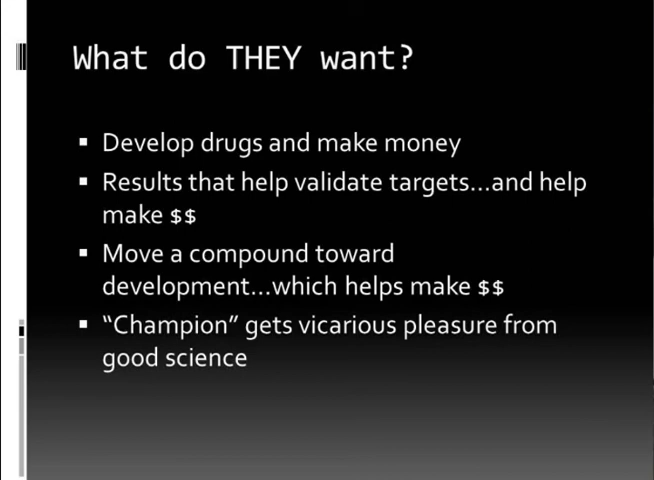 What do THEY want?
▪ Develop drugs and make money
▪ Results that help validate targets...and help
make $$
▪ Move a compound toward
development...which helps make $$
▪ “Champion” gets vicarious pleasure from
good science